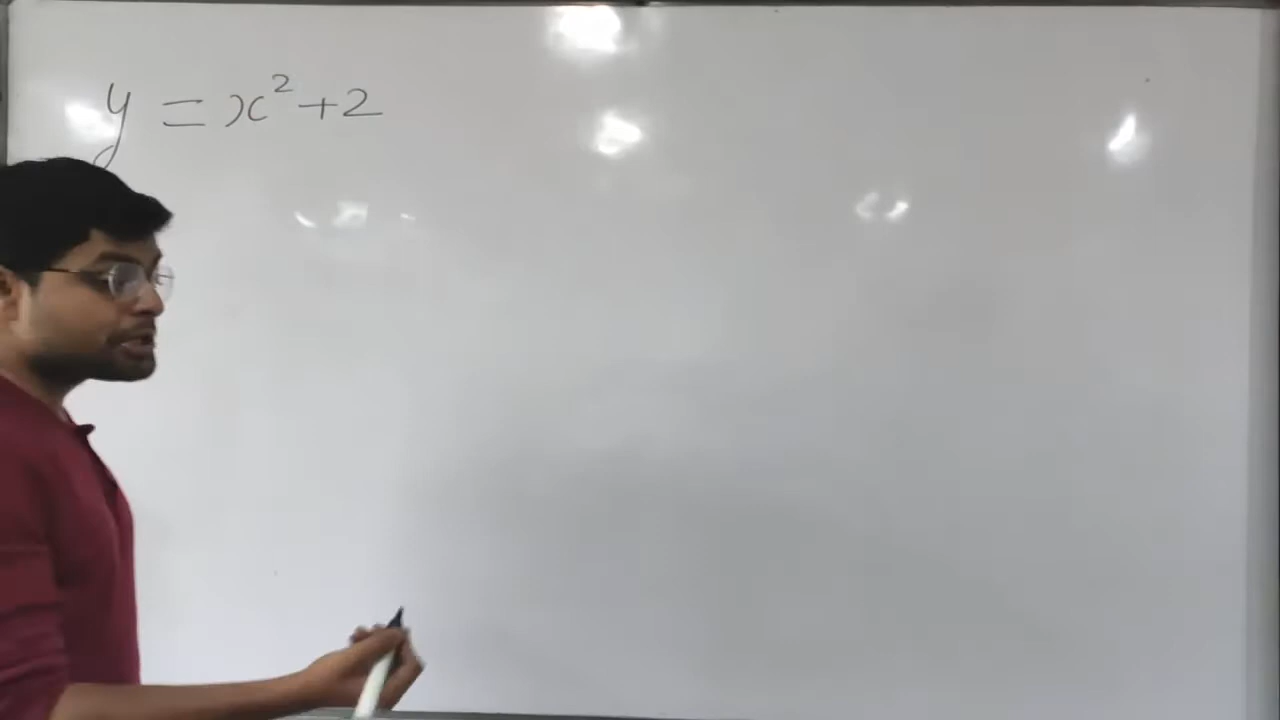 y = x² + 2